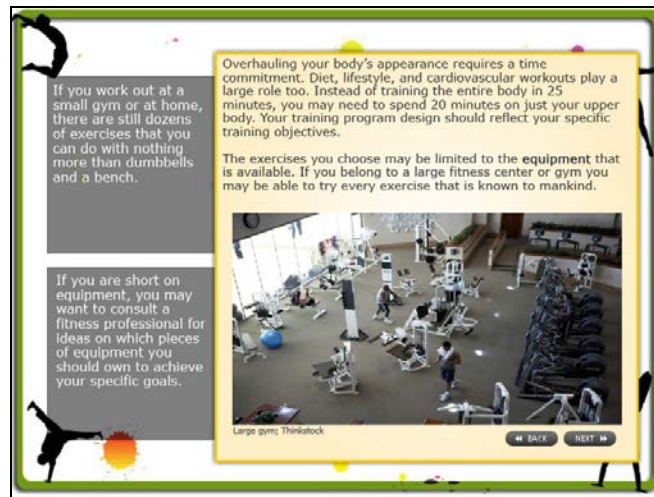 If you work out at a
small gym or at home,
there are still dozens
of exercises that you
can do with nothing
more than dumbbells
and a bench.
If you are short on
equipment, you may
want to consult a
fitness professional for
ideas on which pieces
of equipment you
should own to achieve
your specific goals.
Overhauling your body's appearance requires a time
commitment. Diet, lifestyle, and cardiovascular workouts play a
large role too. Instead of training the entire body in 25
minutes, you may need to spend 20 minutes on just your upper
body. Your training program design should reflect your specific
training objectives.
The exercises you choose may be limited to the equipment that
is available. If you belong to a large fitness center or gym you
may be able to try every exercise that is known to mankind.
Large gym; Thinkstock
BACK
NEXT